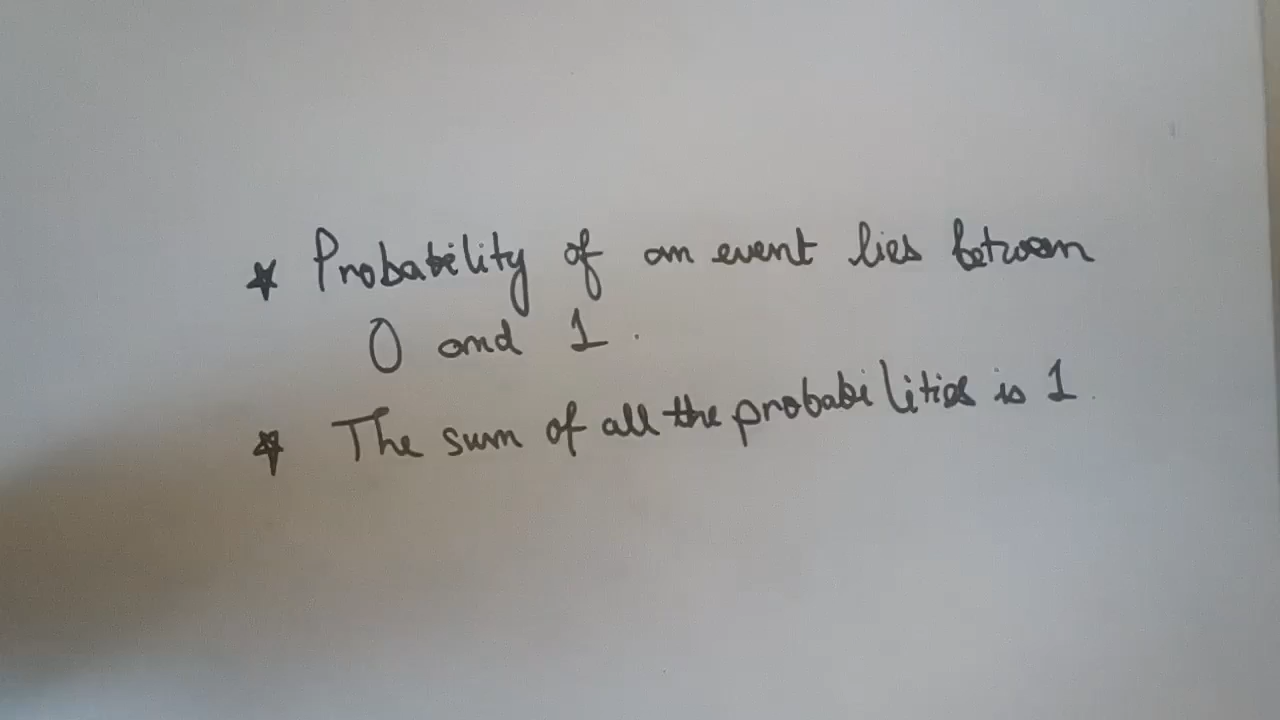 ★ Probability of an event lies between
0 and 1.
★ The sum of all the probabilities is 1.